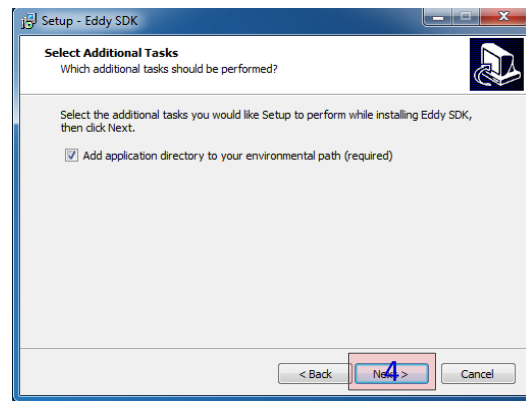 Setup - Eddy SDK
Select Additional Tasks
Which additional tasks should be performed?
Select the additional tasks you would like Setup to perform while installing Eddy SDK,
then click Next.
Add application directory to your environmental path (required)
< Back Next > Cancel
4